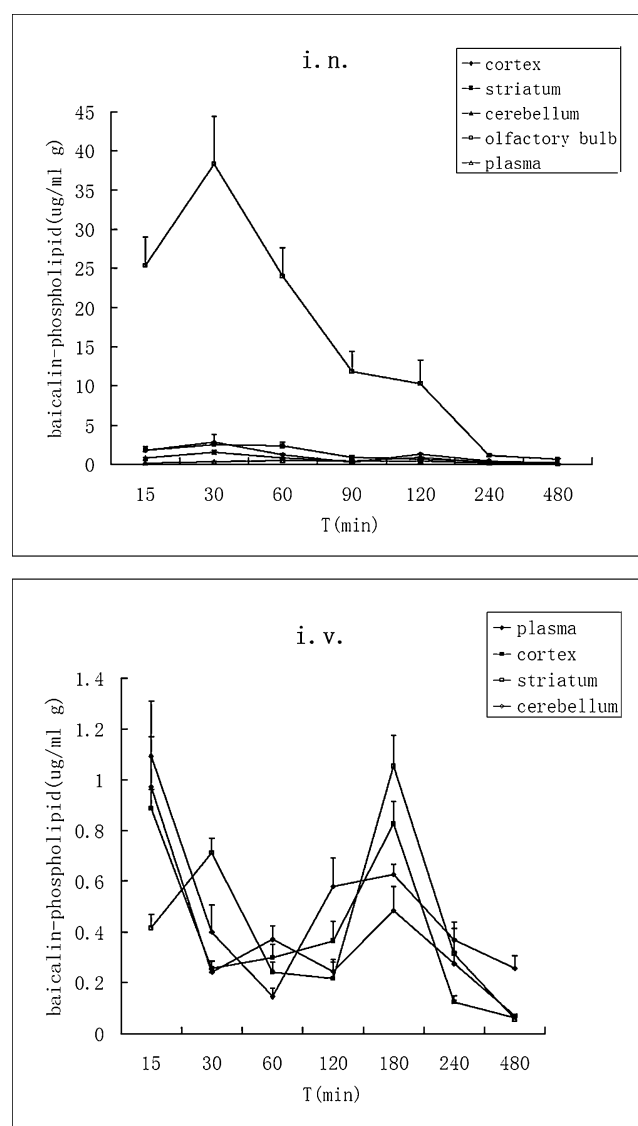 i.n.
cortex
striatum
cerebellum
olfactory bulb
plasma
baicalin-phospholipid(ug/ml g)
45
40
35
30
25
20
15
10
5
0
15 30 60 90 120 240 480
T(min)
i.v.
plasma
cortex
striatum
cerebellum
baicalin-phospholipid(ug/ml g)
1.4
1.2
1
0.8
0.6
0.4
0.2
0
15 30 60 120 180 240 480
T(min)